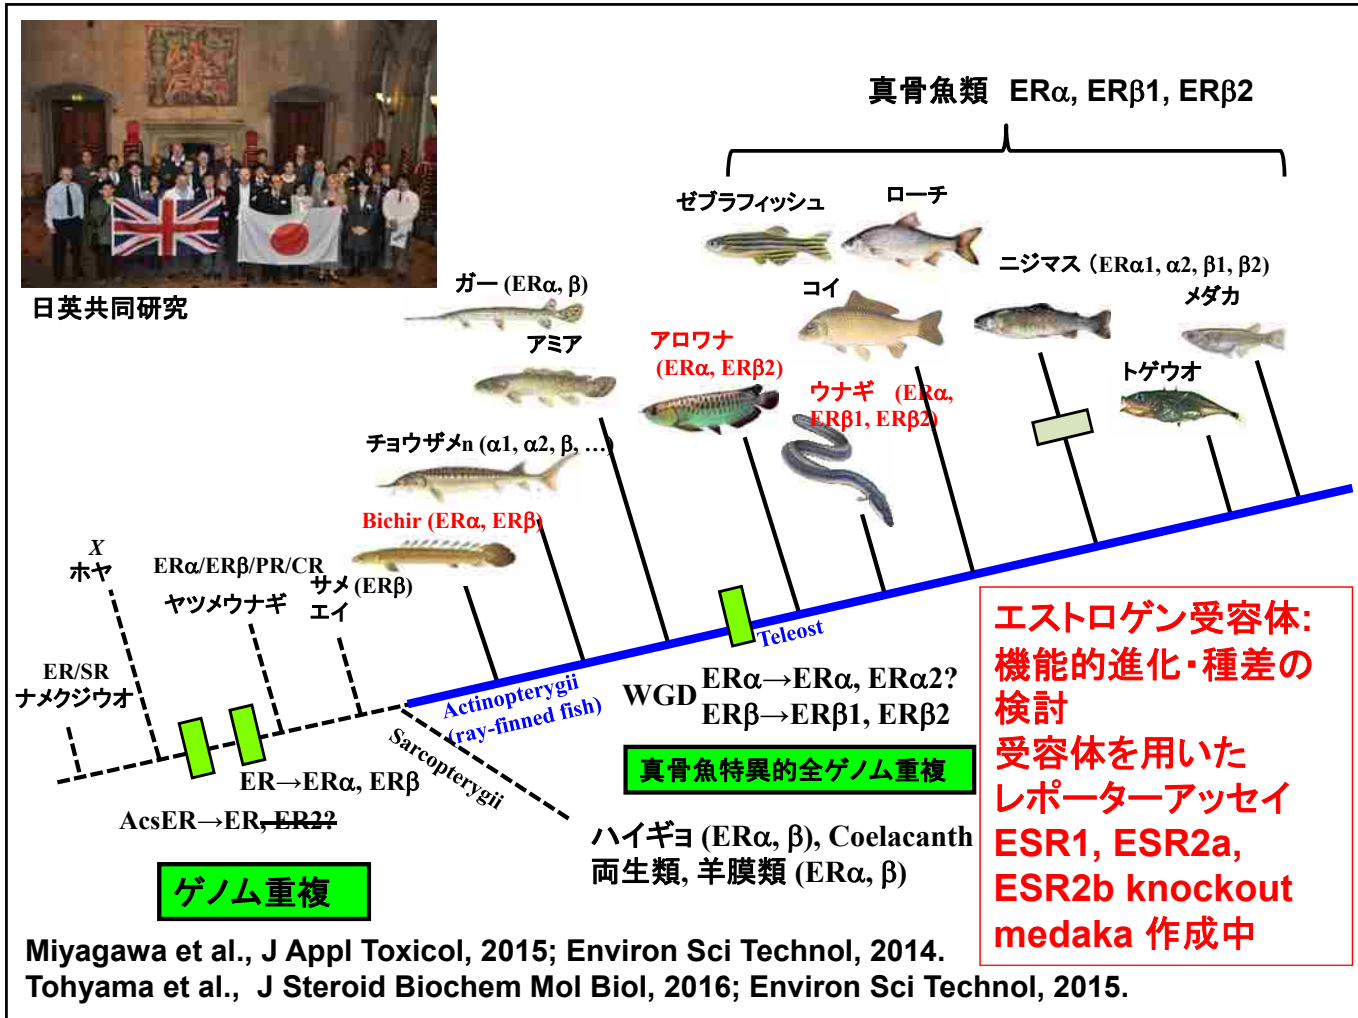 真骨魚類 ERα, ERβ1, ERβ2
ゼブラフィッシュ
ローチ
ニジマス (ERα1, α2, β1, β2)
メダカ
ガー (ERα, β)
コイ
日英共同研究
アミア
アロワナ
(ERα, ERβ2)
トゲウオ
ウナギ (ERα,
ERβ1, ERβ2)
チョウザメn (α1, α2, β, …)
Bichir (ERα, ERβ)
X
ホヤ
ERα/ERβ/PR/CR
ヤツメウナギ
サメ (ERβ)
エイ
ER/SR
ナメクジウオ
Teleost
Actinopterygii
(ray-finned fish)
Sarcopterygii
WGD
ERα→ERα, ERα2?
ERβ→ERβ1, ERβ2
真骨魚特異的全ゲノム重複
ER→ERα, ERβ
AcsER→ER, ER2?
ゲノム重複
ハイギョ (ERα, β), Coelacanth
両生類, 羊膜類 (ERα, β)
エストロゲン受容体:
機能的進化・種差の
検討
受容体を用いた
レポーターアッセイ
ESR1, ESR2a,
ESR2b knockout
medaka 作成中
Miyagawa et al., J Appl Toxicol, 2015; Environ Sci Technol, 2014.
Tohyama et al., J Steroid Biochem Mol Biol, 2016; Environ Sci Technol, 2015.